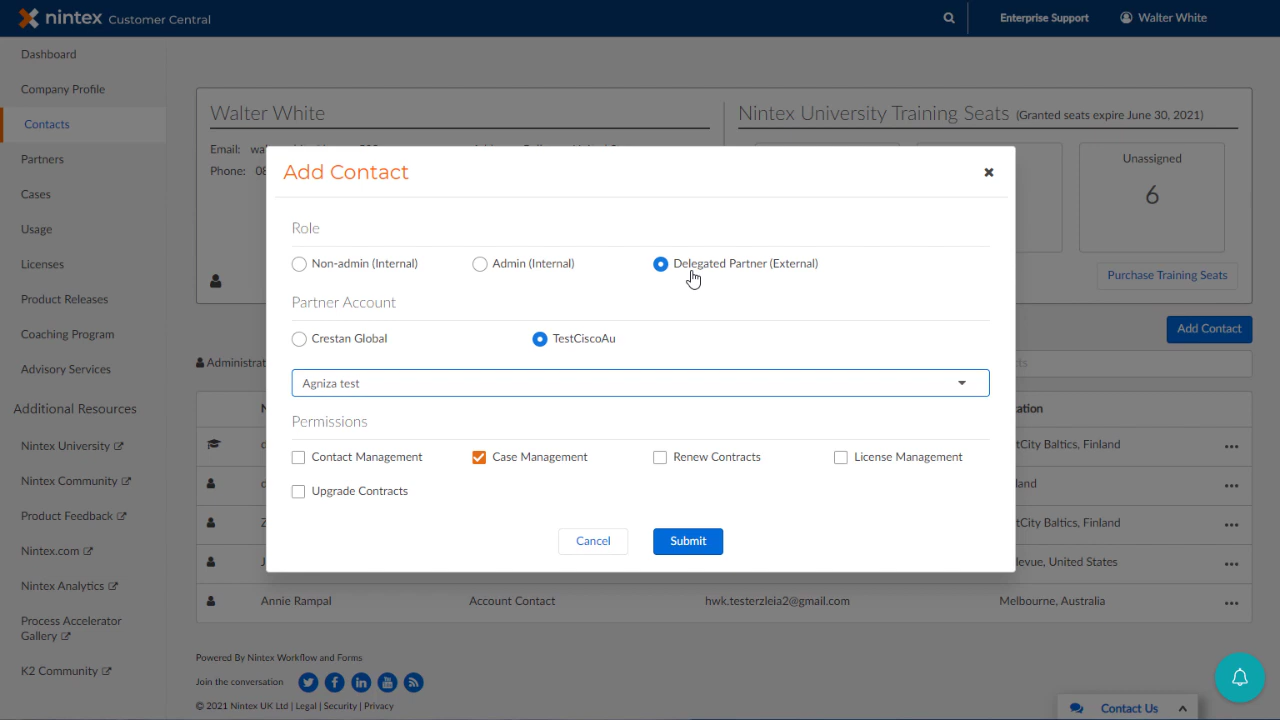 nintex Customer Central
Enterprise Support
Walter White
Dashboard
Company Profile
Contacts
Partners
Cases
Usage
Licenses
Product Releases
Coaching Program
Advisory Services
Additional Resources
Nintex University
Nintex Community
Product Feedback
Nintex.com
Nintex Analytics
Process Accelerator
Gallery
K2 Community
Walter White
Email:
Phone:
Nintex University Training Seats (Granted seats expire June 30, 2021)
Unassigned
6
Purchase Training Seats
Add Contact
Add Contact
Role
Non-admin (Internal) Admin (Internal) Delegated Partner (External)
Partner Account
Crestan Global TestCiscoAu
Agniza test
Permissions
Contact Management Case Management Renew Contracts License Management
Upgrade Contracts
Cancel Submit
Baltics, Finland
Baltics, Finland
United States
Annie Rampal Account Contact hwk.testerzleia2@gmail.com Melbourne, Australia
Powered By Nintex Workflow and Forms
Join the conversation
© 2021 Nintex UK Ltd | Legal | Security | Privacy
Contact Us